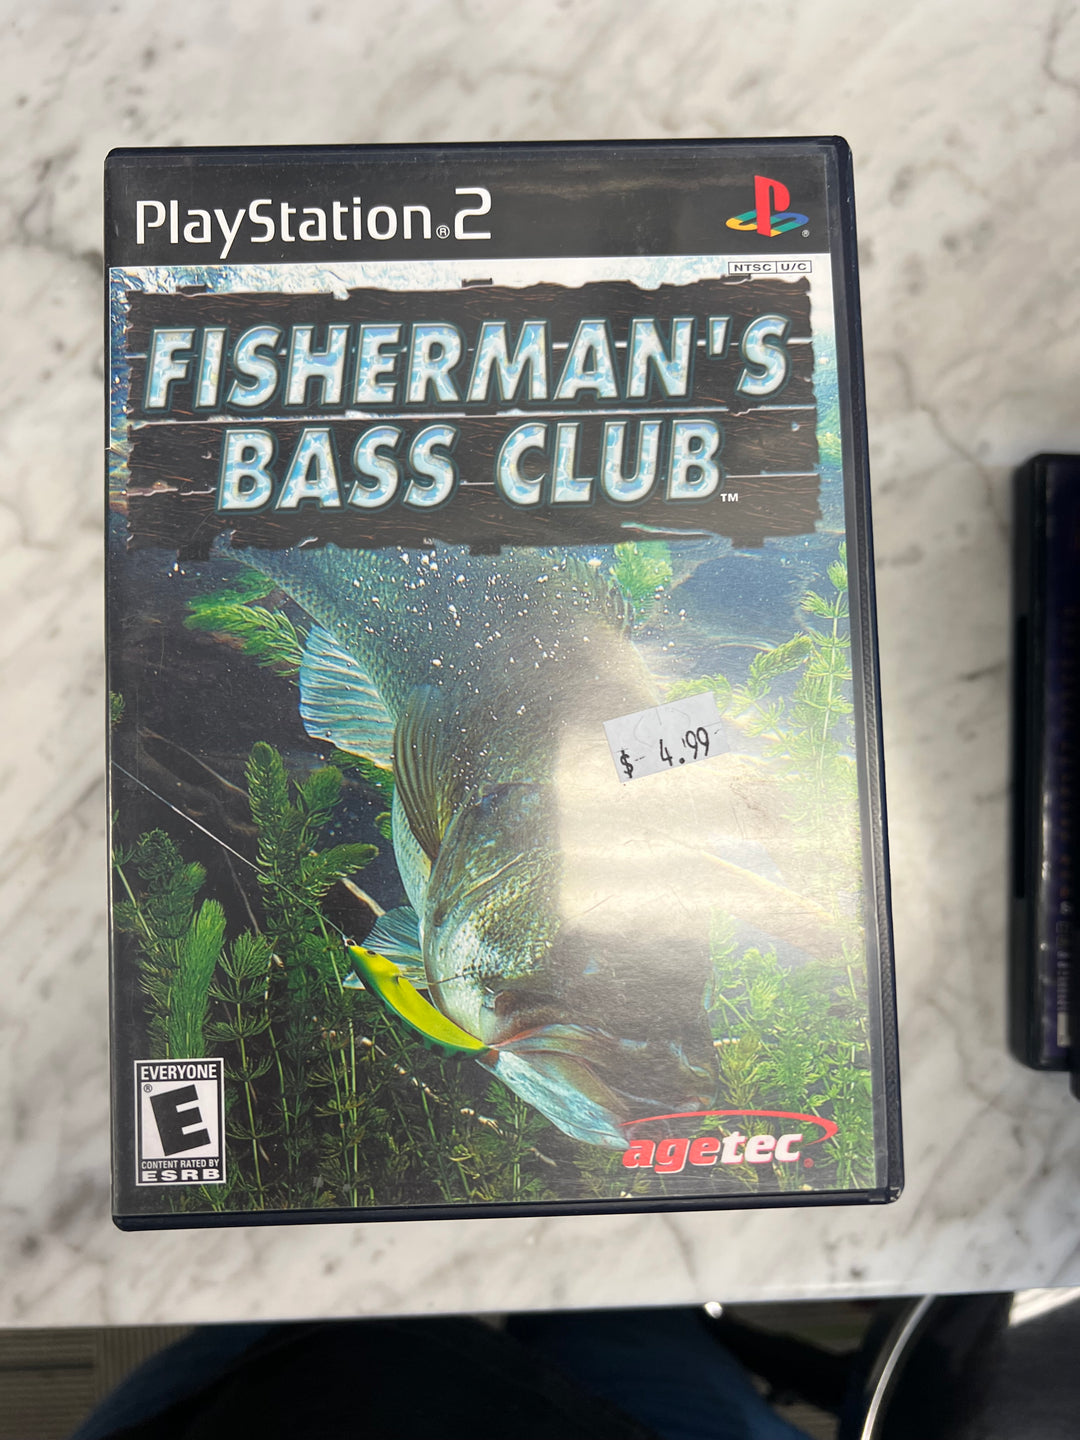 PlayStation®2
NTSC U/C
FISHERMAN'S
BASS CLUB™
$ 4.99
EVERYONE
E
CONTENT RATED BY
ESRB
agetec